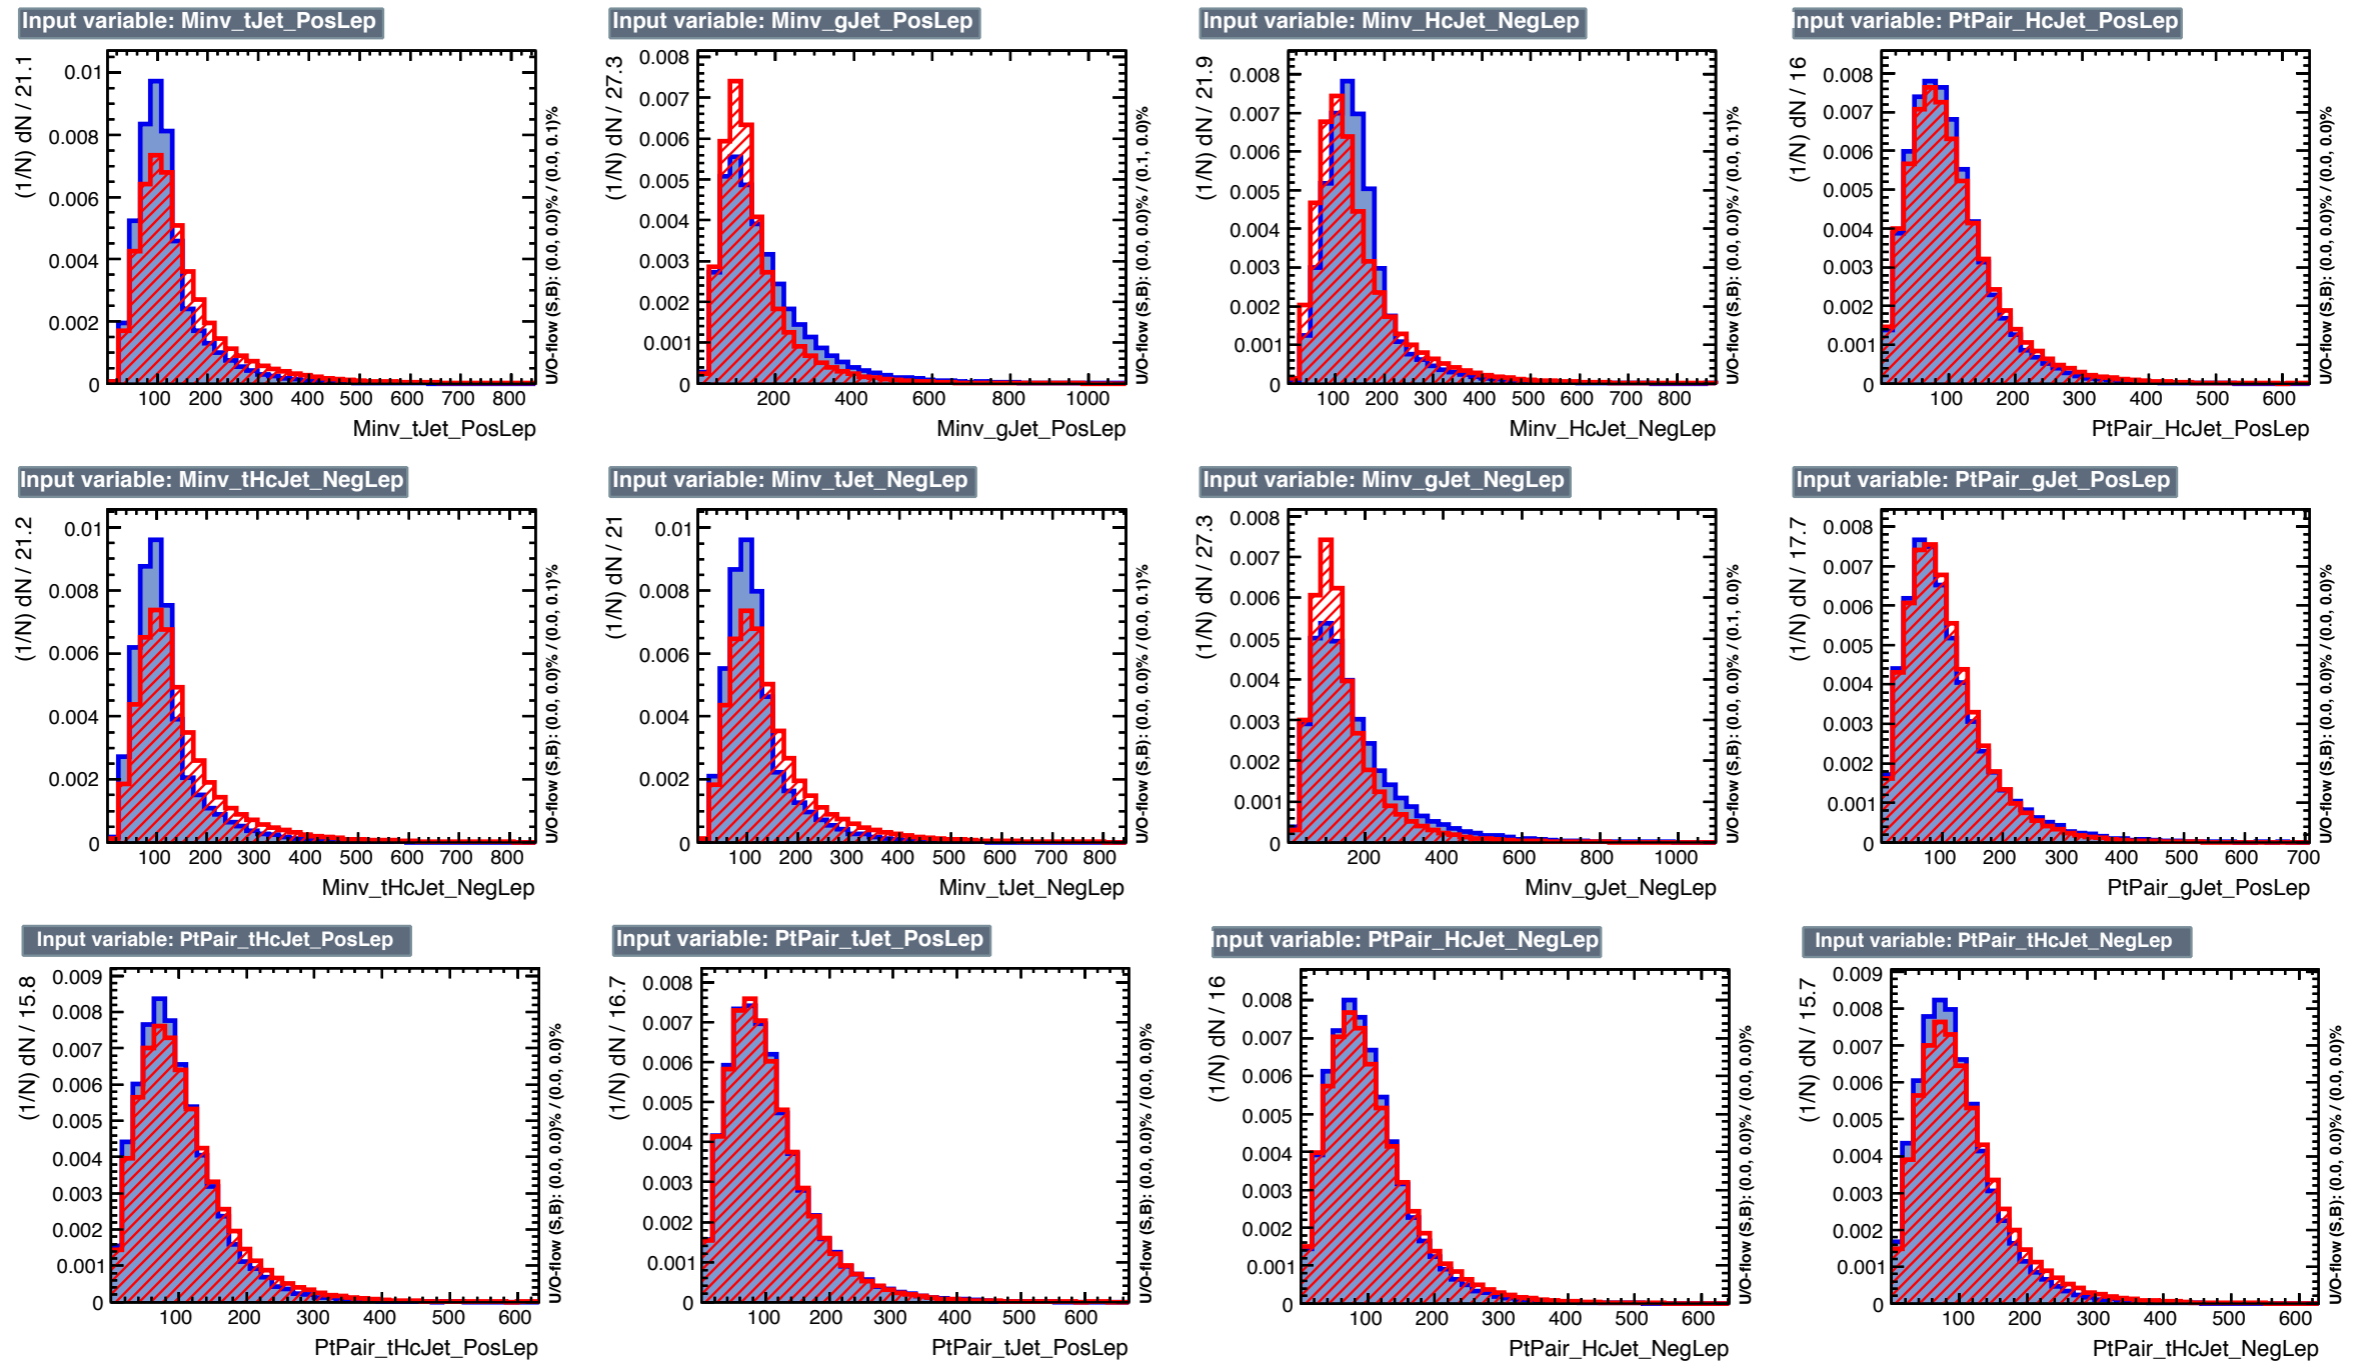 Input variable: Minv_tJet_PosLep
(1/N) dN / 21.1
0.01
0.008
0.006
0.004
0.002
0
100 200 300 400 500 600 700 800
Minv_tJet_PosLep
U/O-flow (S,B): (0.0, 0.0)% / (0.0, 0.1)%
Input variable: Minv_gJet_PosLep
(1/N) dN / 27.3
0.008
0.007
0.006
0.005
0.004
0.003
0.002
0.001
0
200 400 600 800 1000
Minv_gJet_PosLep
U/O-flow (S,B): (0.0, 0.0)% / (0.1, 0.0)%
Input variable: Minv_HcJet_NegLep
(1/N) dN / 21.9
0.008
0.007
0.006
0.005
0.004
0.003
0.002
0.001
0
100 200 300 400 500 600 700 800
Minv_HcJet_NegLep
U/O-flow (S,B): (0.0, 0.0)% / (0.0, 0.1)%
Input variable: PtPair_HcJet_PosLep
(1/N) dN / 16
0.008
0.007
0.006
0.005
0.004
0.003
0.002
0.001
0
100 200 300 400 500 600
PtPair_HcJet_PosLep
U/O-flow (S,B): (0.0, 0.0)% / (0.0, 0.0)%
Input variable: Minv_tHcJet_NegLep
(1/N) dN / 21.2
0.01
0.008
0.006
0.004
0.002
0
100 200 300 400 500 600 700 800
Minv_tHcJet_NegLep
U/O-flow (S,B): (0.0, 0.0)% / (0.0, 0.1)%
Input variable: Minv_tJet_NegLep
(1/N) dN / 21
0.01
0.008
0.006
0.004
0.002
0
100 200 300 400 500 600 700 800
Minv_tJet_NegLep
U/O-flow (S,B): (0.0, 0.0)% / (0.0, 0.1)%
Input variable: Minv_gJet_NegLep
(1/N) dN / 27.3
0.008
0.007
0.006
0.005
0.004
0.003
0.002
0.001
0
200 400 600 800 1000
Minv_gJet_NegLep
U/O-flow (S,B): (0.0, 0.0)% / (0.1, 0.0)%
Input variable: PtPair_gJet_PosLep
(1/N) dN / 17.7
0.008
0.007
0.006
0.005
0.004
0.003
0.002
0.001
0
100 200 300 400 500 600 700
PtPair_gJet_PosLep
U/O-flow (S,B): (0.0, 0.0)% / (0.0, 0.0)%
Input variable: PtPair_tHcJet_PosLep
(1/N) dN / 15.8
0.009
0.008
0.007
0.006
0.005
0.004
0.003
0.002
0.001
0
100 200 300 400 500 600
PtPair_tHcJet_PosLep
U/O-flow (S,B): (0.0, 0.0)% / (0.0, 0.0)%
Input variable: PtPair_tJet_PosLep
(1/N) dN / 16.7
0.008
0.007
0.006
0.005
0.004
0.003
0.002
0.001
0
100 200 300 400 500 600
PtPair_tJet_PosLep
U/O-flow (S,B): (0.0, 0.0)% / (0.0, 0.0)%
Input variable: PtPair_HcJet_NegLep
(1/N) dN / 16
0.008
0.007
0.006
0.005
0.004
0.003
0.002
0.001
0
100 200 300 400 500 600
PtPair_HcJet_NegLep
U/O-flow (S,B): (0.0, 0.0)% / (0.0, 0.0)%
Input variable: PtPair_tHcJet_NegLep
(1/N) dN / 15.7
0.009
0.008
0.007
0.006
0.005
0.004
0.003
0.002
0.001
0
100 200 300 400 500 600
PtPair_tHcJet_NegLep
U/O-flow (S,B): (0.0, 0.0)% / (0.0, 0.0)%